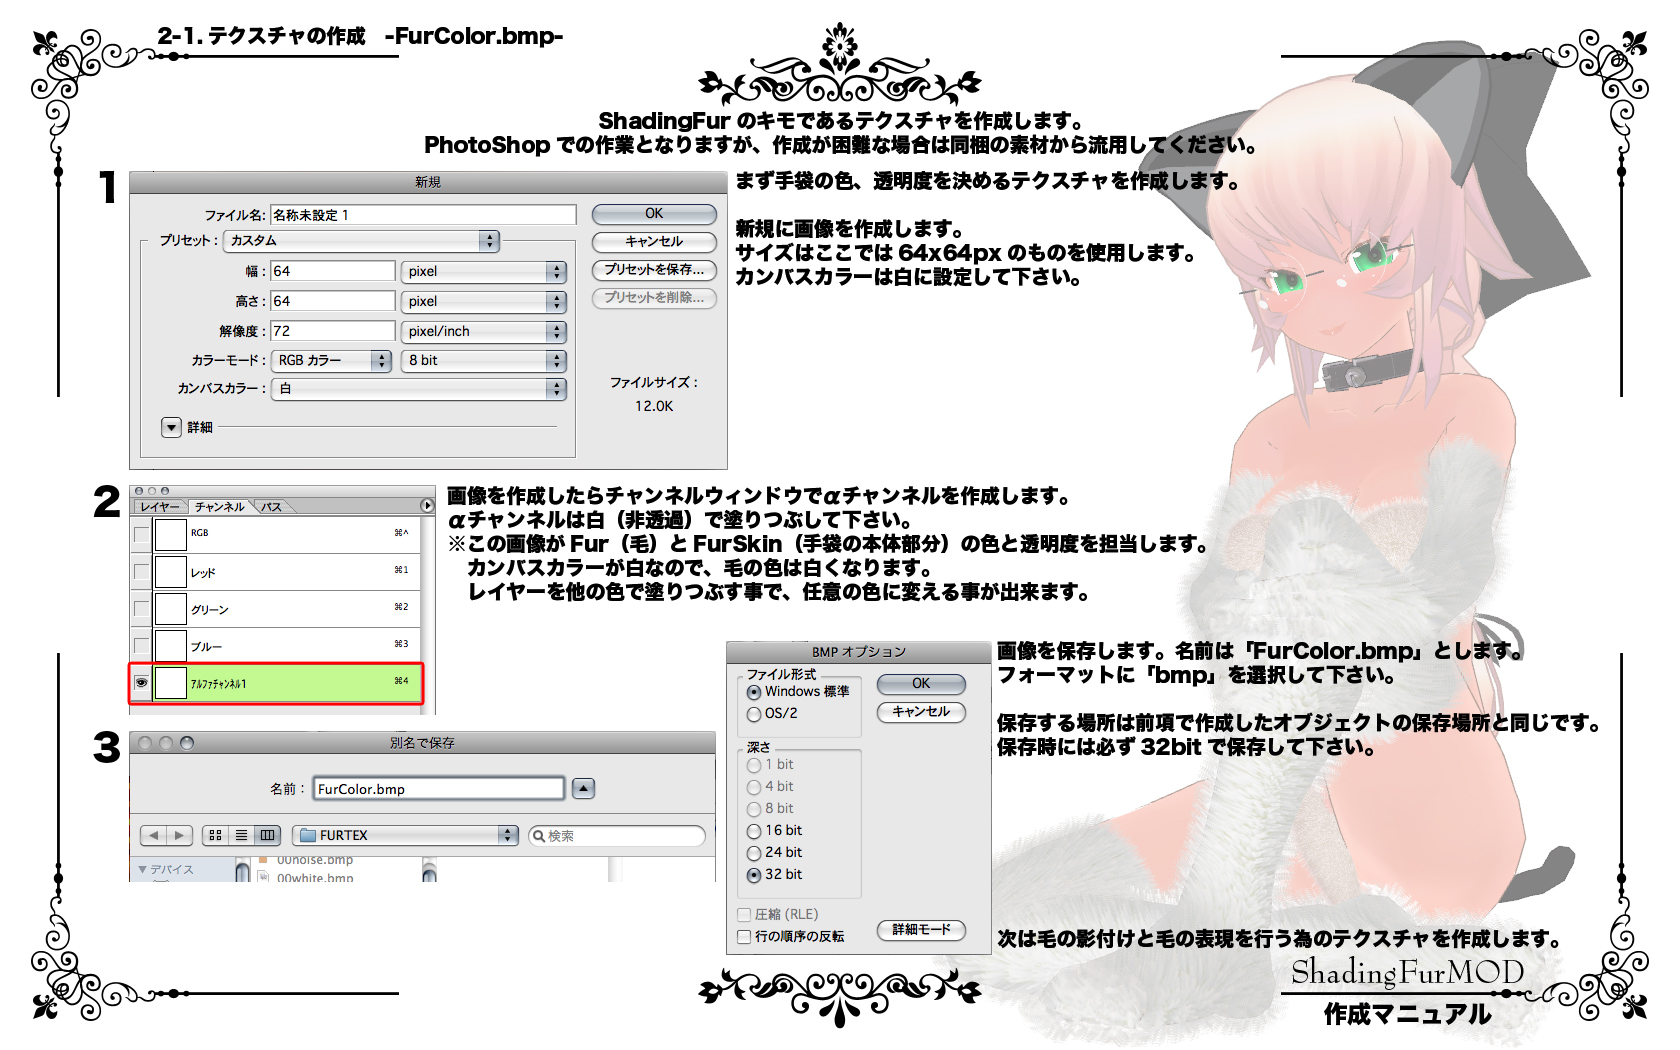 2-1. テクスチャの作成　-FurColor.bmp-
ShadingFur のキモであるテクスチャを作成します。
PhotoShop での作業となりますが、作成が困難な場合は同梱の素材から流用してください。
1
新規
ファイル名: 名称未設定 1
プリセット : カスタム
幅 : 64 pixel
高さ : 64 pixel
解像度 : 72 pixel/inch
カラーモード : RGB カラー 8 bit
カンバスカラー : 白
詳細
OK
キャンセル
プリセットを保存...
プリセットを削除...
ファイルサイズ :
12.0K
まず手袋の色、透明度を決めるテクスチャを作成します。
新規に画像を作成します。
サイズはここでは 64x64px のものを使用します。
カンバスカラーは白に設定して下さい。
2
レイヤー チャンネル パス
RGB ⌘^
レッド ⌘1
グリーン ⌘2
ブルー ⌘3
ｱﾙﾌｧﾁｬﾝﾈﾙ1 ⌘4
画像を作成したらチャンネルウィンドウでαチャンネルを作成します。
αチャンネルは白（非透過）で塗りつぶして下さい。
※この画像が Fur（毛）と FurSkin（手袋の本体部分）の色と透明度を担当します。
カンバスカラーが白なので、毛の色は白くなります。
レイヤーを他の色で塗りつぶす事で、任意の色に変える事が出来ます。
3
別名で保存
名前 : FurColor.bmp
FURTEX
検索
デバイス
00noise.bmp
00white.bmp
BMP オプション
ファイル形式
Windows 標準
OS/2
深さ
1 bit
4 bit
8 bit
16 bit
24 bit
32 bit
圧縮 (RLE)
行の順序の反転
OK
キャンセル
詳細モード
画像を保存します。名前は「FurColor.bmp」とします。
フォーマットに「bmp」を選択して下さい。
保存する場所は前項で作成したオブジェクトの保存場所と同じです。
保存時には必ず 32bit で保存して下さい。
次は毛の影付けと毛の表現を行う為のテクスチャを作成します。
ShadingFurMOD
作成マニュアル